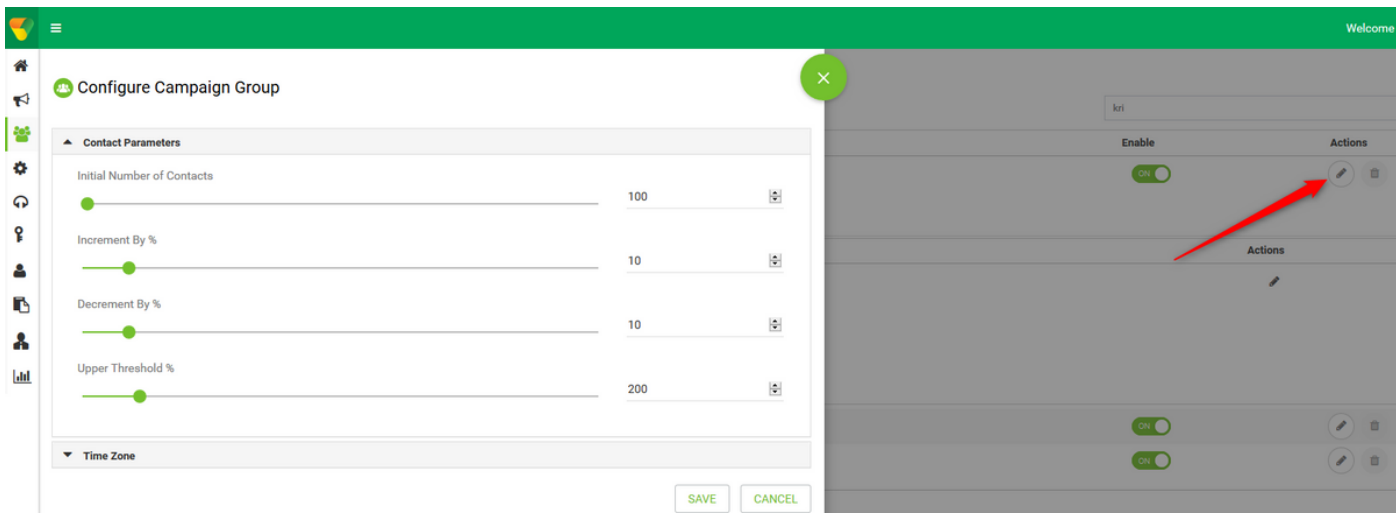 Welcome
Configure Campaign Group
kri
Contact Parameters
Enable
Actions
Initial Number of Contacts
100
ON
Increment By %
10
Actions
Decrement By %
10
Upper Threshold %
200
ON
Time Zone
ON
SAVE
CANCEL